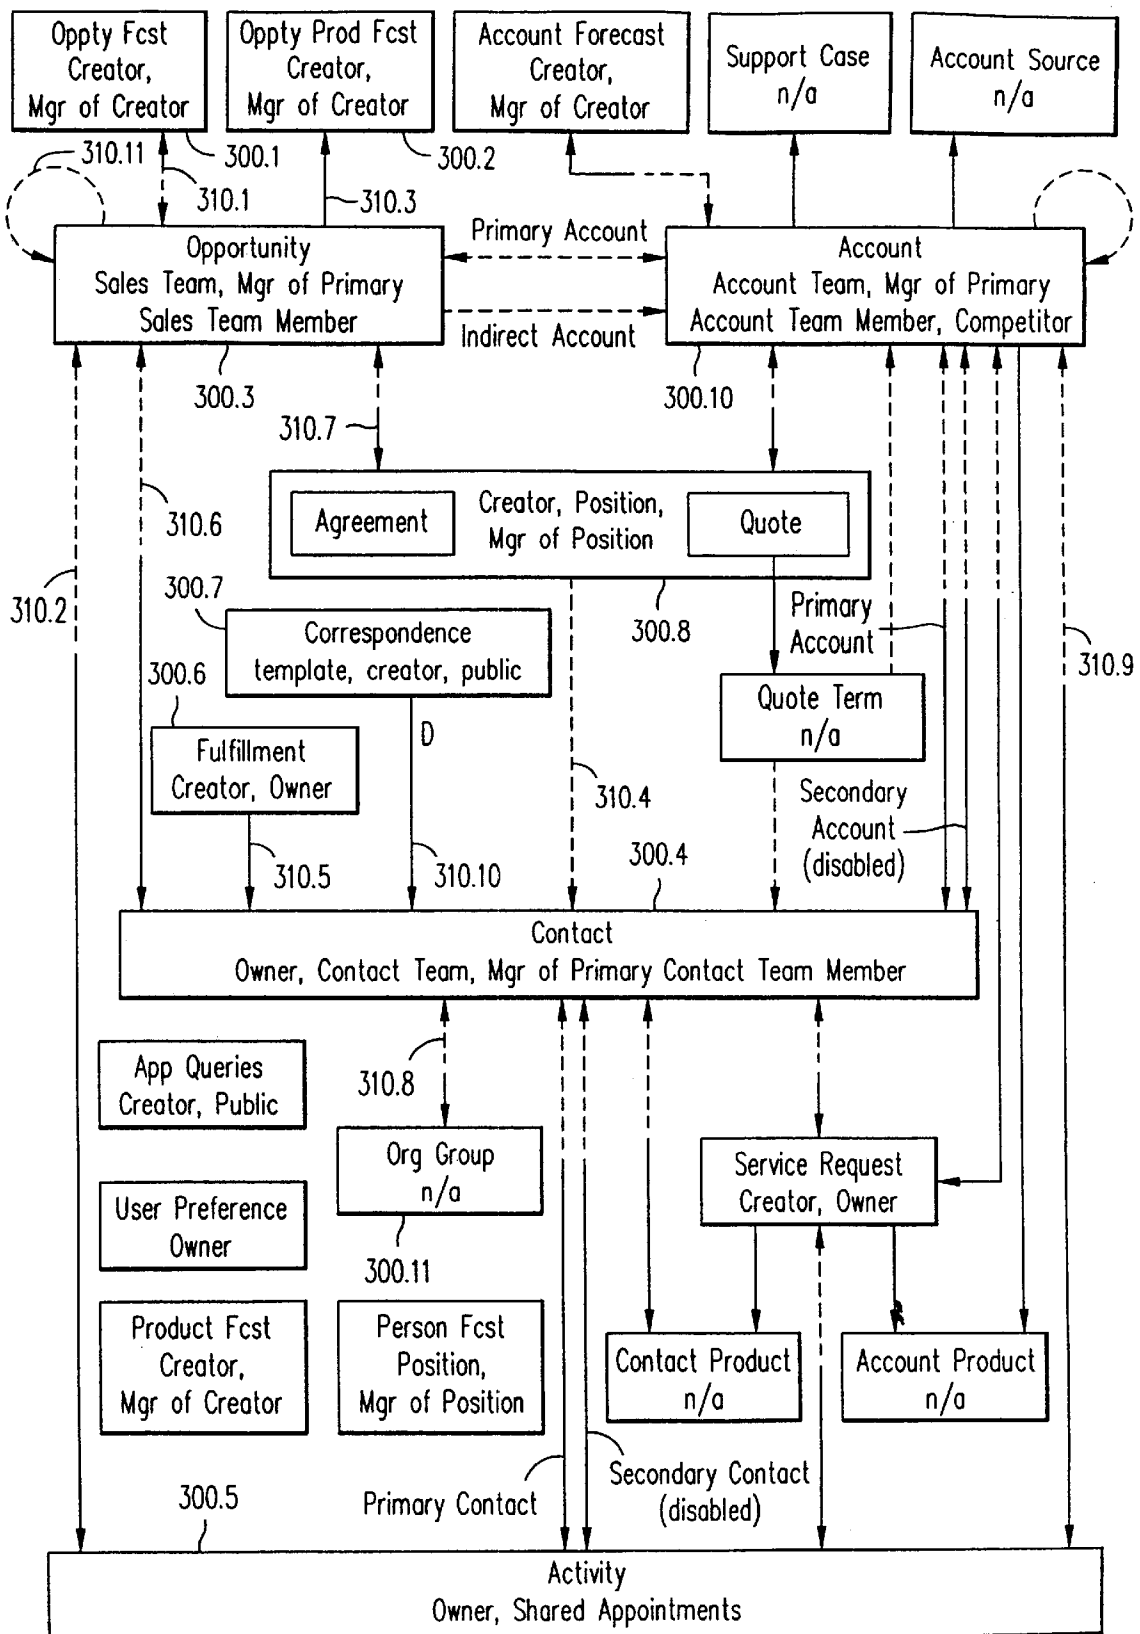 Oppty Fcst
Creator,
Mgr of Creator
Oppty Prod Fcst
Creator,
Mgr of Creator
Account Forecast
Creator,
Mgr of Creator
Support Case
n/a
Account Source
n/a
310.11
300.1
300.2
310.1
310.3
Opportunity
Sales Team, Mgr of Primary
Sales Team Member
Primary Account
Indirect Account
Account
Account Team, Mgr of Primary
Account Team Member, Competitor
300.3
300.10
310.7
310.6
310.2
Agreement
Creator, Position,
Mgr of Position
Quote
300.7
300.8
Primary
Account
310.9
Correspondence
template, creator, public
300.6
D
Quote Term
n/a
Fulfillment
Creator, Owner
310.4
Secondary
Account
(disabled)
310.5
310.10
300.4
Contact
Owner, Contact Team, Mgr of Primary Contact Team Member
App Queries
Creator, Public
310.8
Org Group
n/a
Service Request
Creator, Owner
User Preference
Owner
300.11
Product Fcst
Creator,
Mgr of Creator
Person Fcst
Position,
Mgr of Position
Contact Product
n/a
Account Product
n/a
300.5
Primary Contact
Secondary Contact
(disabled)
Activity
Owner, Shared Appointments